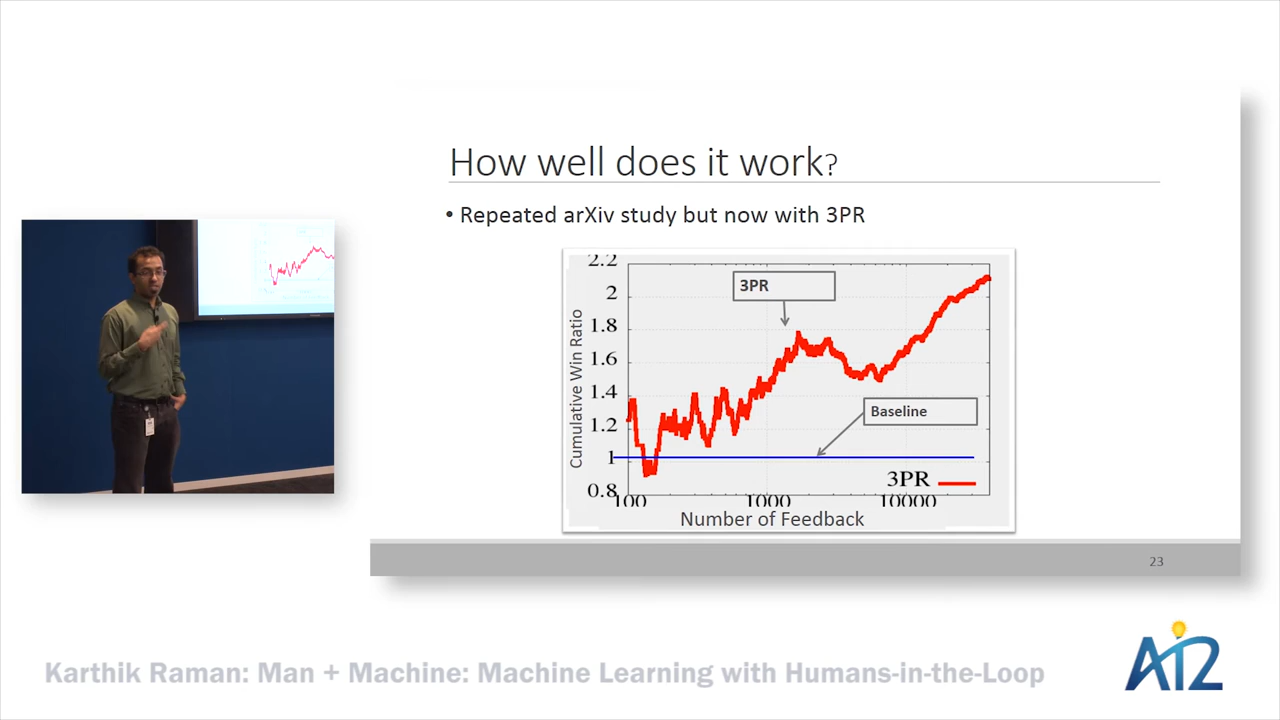 How well does it work?
• Repeated arXiv study but now with 3PR
2.2
2
1.8
1.6
1.4
1.2
1
0.8
Cumulative Win Ratio
3PR
Baseline
3PR
100 1000 10000
Number of Feedback
23
Karthik Raman: Man + Machine: Machine Learning with Humans-in-the-Loop
AI2